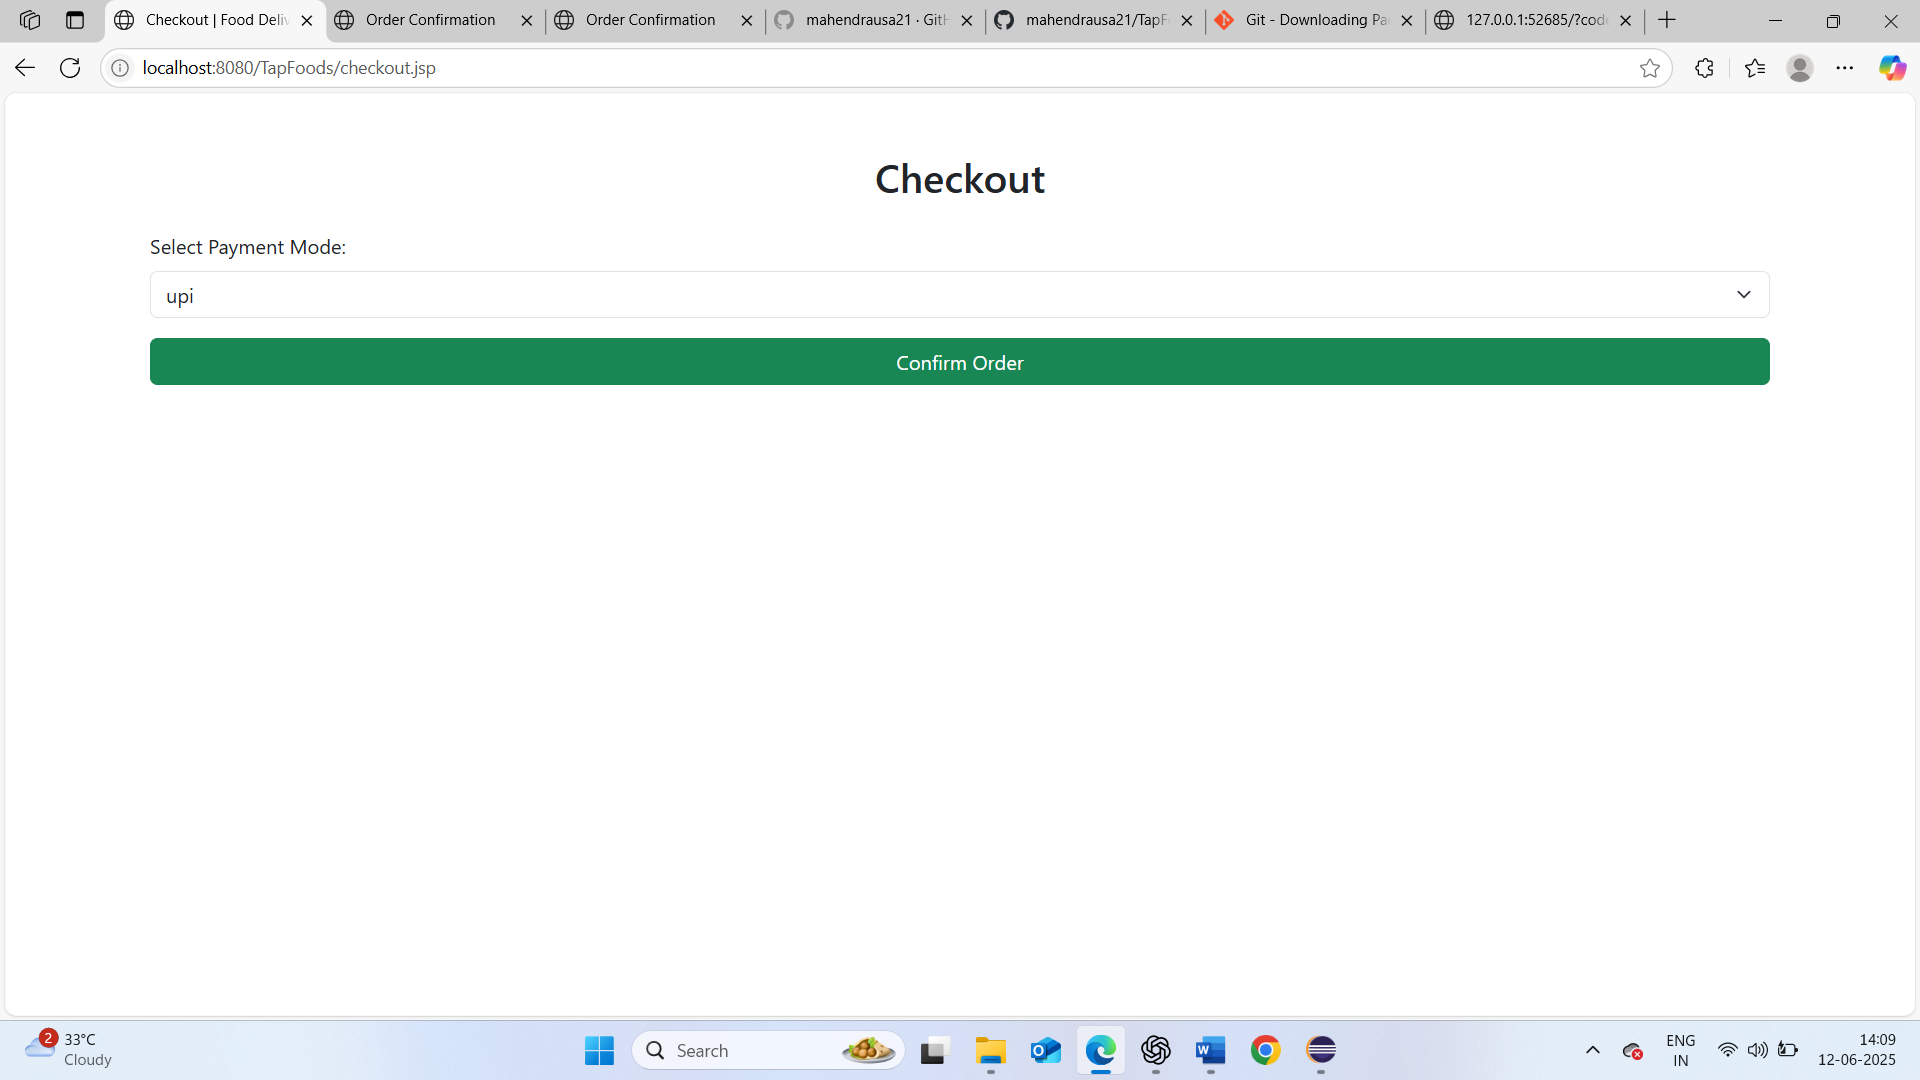 Checkout | Food Deliv
Order Confirmation
Order Confirmation
mahendrausa21 · GitH
mahendrausa21/TapF
Git - Downloading Pa
127.0.0.1:52685/?code
localhost:8080/TapFoods/checkout.jsp
Checkout
Select Payment Mode:
upi
Confirm Order
2
33°C
Cloudy
Search
ENG
IN
14:09
12-06-2025